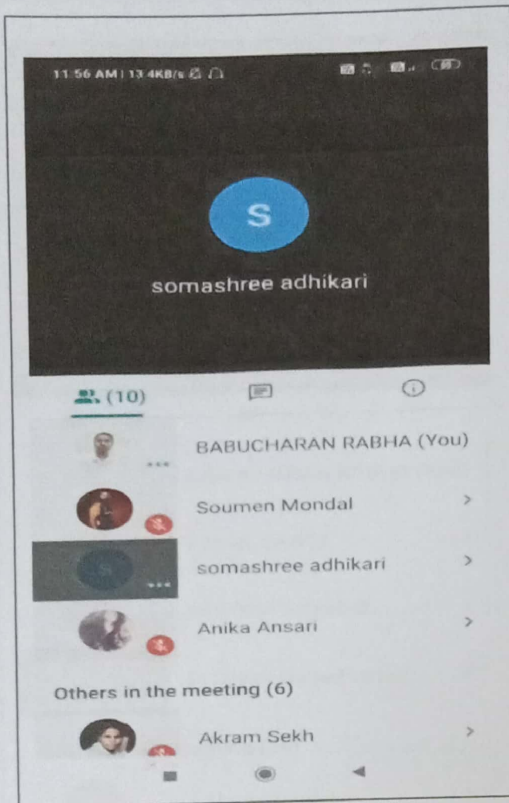 11:56 AM | 13.4KB/s
S
somashree adhikari
(10)
BABUCHARAN RABHA (You)
Soumen Mondal
somashree adhikari
S
Anika Ansari
Others in the meeting (6)
Akram Sekh